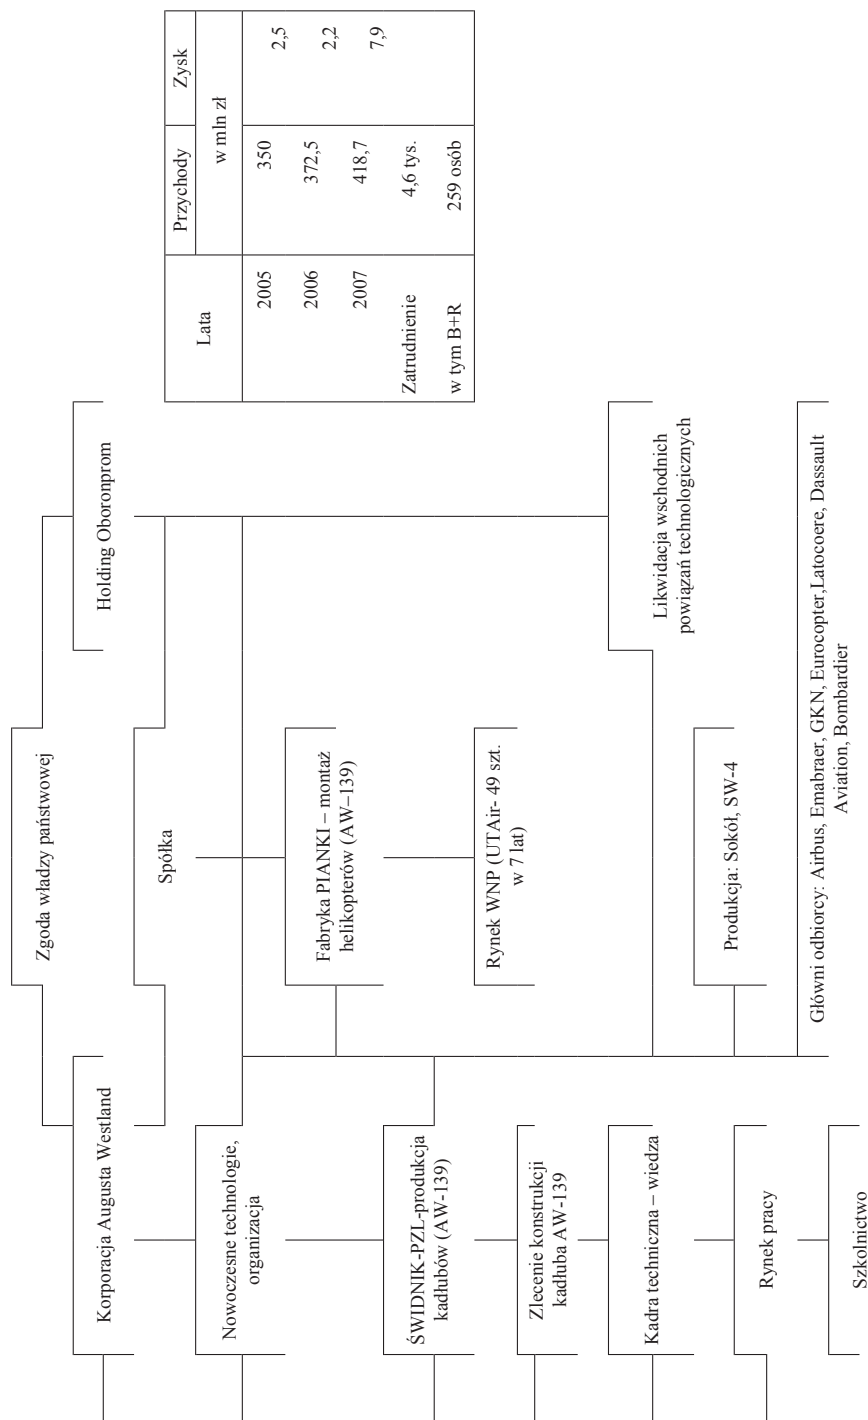 Zgoda władzy państwowej
Korporacja Augusta Westland
Holding Oboronprom
Spółka
Nowoczesne technologie,
organizacja
Fabryka PIANKI – montaż
helikopterów (AW–139)
ŚWIDNIK-PZL-produkcja
kadłubów (AW-139)
Rynek WNP (UTAir- 49 szt.
w 7 lat)
Zlecenie konstrukcji
kadłuba AW-139
Kadra techniczna – wiedza
Likwidacja wschodnich
powiązań technologicznych
Rynek pracy
Produkcja: Sokół, SW-4
Szkolnictwo
Główni odbiorcy: Airbus, Emabraer, GKN, Eurocopter,Latocoere, Dassault
Aviation, Bombardier
Lata Przychody Zysk
w mln zł
2005 350 2,5
2006 372,5 2,2
2007 418,7 7,9
Zatrudnienie 4,6 tys.
w tym B+R 259 osób